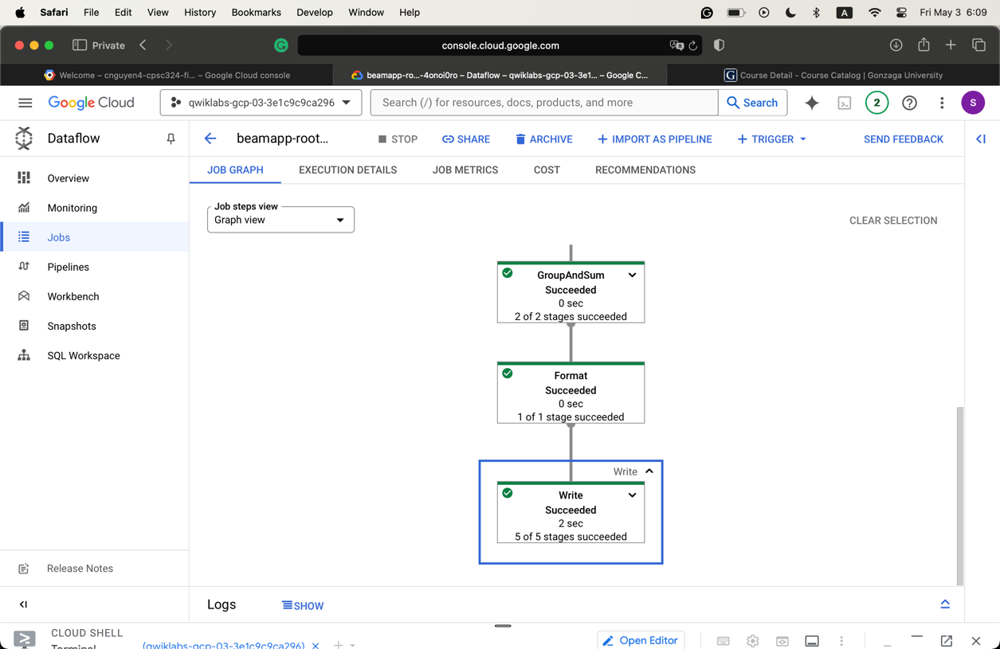 Safari File Edit View History Bookmarks Develop Window Help A Fri May 3 6:09
Private console.cloud.google.com
Welcome – cnguyen4-cpsc324-fi... – Google Cloud console beamapp-ro...-4onoi0ro – Dataflow – qwiklabs-gcp-03-3e1... – Google C... G Course Detail - Course Catalog | Gonzaga University
Google Cloud qwiklabs-gcp-03-3e1c9c9ca296 Search (/) for resources, docs, products, and more Search 2 S
Dataflow beamapp-root... STOP SHARE ARCHIVE IMPORT AS PIPELINE TRIGGER SEND FEEDBACK
JOB GRAPH EXECUTION DETAILS JOB METRICS COST RECOMMENDATIONS
Overview
Monitoring
Jobs
Pipelines
Workbench
Snapshots
SQL Workspace
Release Notes
Job steps view
Graph view
CLEAR SELECTION
GroupAndSum
Succeeded
0 sec
2 of 2 stages succeeded
Format
Succeeded
0 sec
1 of 1 stage succeeded
Write
Write
Succeeded
2 sec
5 of 5 stages succeeded
Logs SHOW
CLOUD SHELL
Terminal (qwiklabs-gcp-03-3e1c9c9ca296) Open Editor